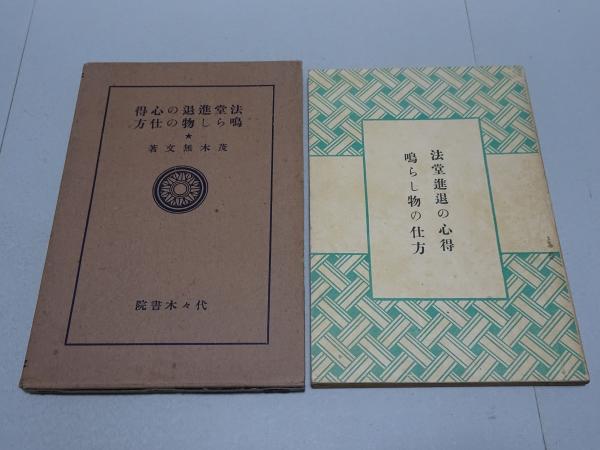 法堂進退の心得
鳴らし物の仕方
★
茂木無文著
代々木書院
法堂進退の心得
鳴らし物の仕方